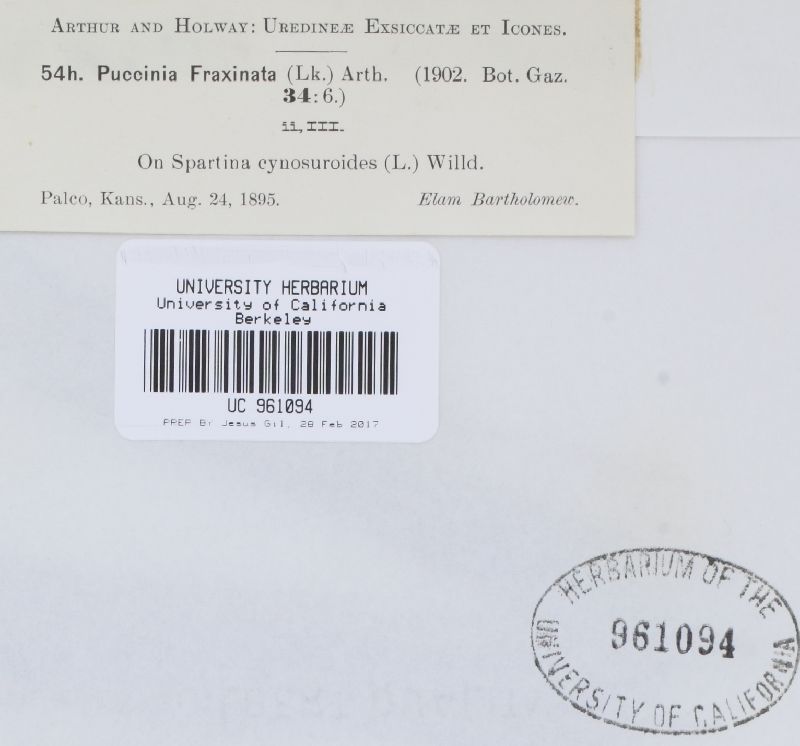 ARTHUR AND HOLWAY: UREDINEÆ EXSICCATÆ ET ICONES.
54h. Puccinia Fraxinata (Lk.) Arth. (1902. Bot. Gaz.
34:6.)
ii, III.
On Spartina cynosuroides (L.) Willd.
Palco, Kans., Aug. 24, 1895. Elam Bartholomew.
UNIVERSITY HERBARIUM
University of California
Berkeley
UC 961094
PREP By Jesus Gil, 28 Feb 2017
HERBARIUM OF THE
961094
UNIVERSITY OF CALIFORNIA